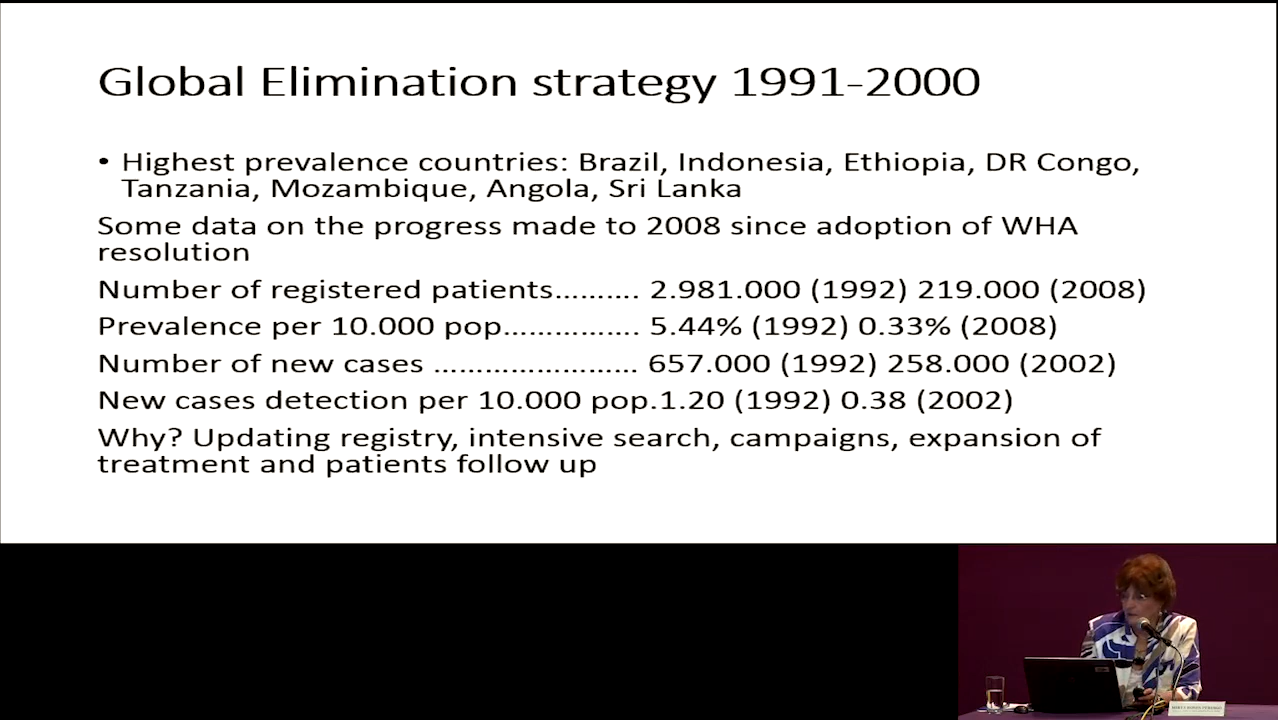 Global Elimination strategy 1991-2000
• Highest prevalence countries: Brazil, Indonesia, Ethiopia, DR Congo,
Tanzania, Mozambique, Angola, Sri Lanka
Some data on the progress made to 2008 since adoption of WHA
resolution
Number of registered patients.......... 2.981.000 (1992) 219.000 (2008)
Prevalence per 10.000 pop................ 5.44% (1992) 0.33% (2008)
Number of new cases ........................ 657.000 (1992) 258.000 (2002)
New cases detection per 10.000 pop.1.20 (1992) 0.38 (2002)
Why? Updating registry, intensive search, campaigns, expansion of
treatment and patients follow up